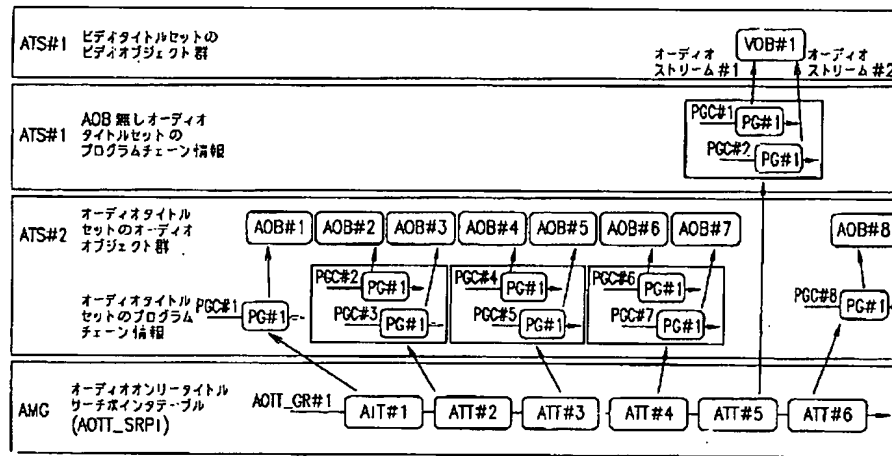 ATS#1
ビデオタイトルセットの
ビデオオブジェクト群
オーディオ
ストリーム#1
VOB#1
オーディオ
ストリーム#2
ATS#1
AOB無しオーディオ
タイトルセットの
プログラムチェーン情報
PGC#1
PG#1
PGC#2
PG#1
ATS#2
オーディオタイトル
セットのオーディオ
オブジェクト群
AOB#1
AOB#2
AOB#3
AOB#4
AOB#5
AOB#6
AOB#7
AOB#8
オーディオタイトル
セットのプログラム
チェーン情報
PGC#1
PG#1
PGC#2
PG#1
PGC#3
PG#1
PGC#4
PG#1
PGC#5
PG#1
PGC#6
PG#1
PGC#7
PG#1
PGC#8
PG#1
AMG
オーディオオンリータイトル
サーチポインタテーブル
(AOTT_SRPI)
AOTT_GR#1
ATT#1
ATT#2
ATT#3
ATT#4
ATT#5
ATT#6